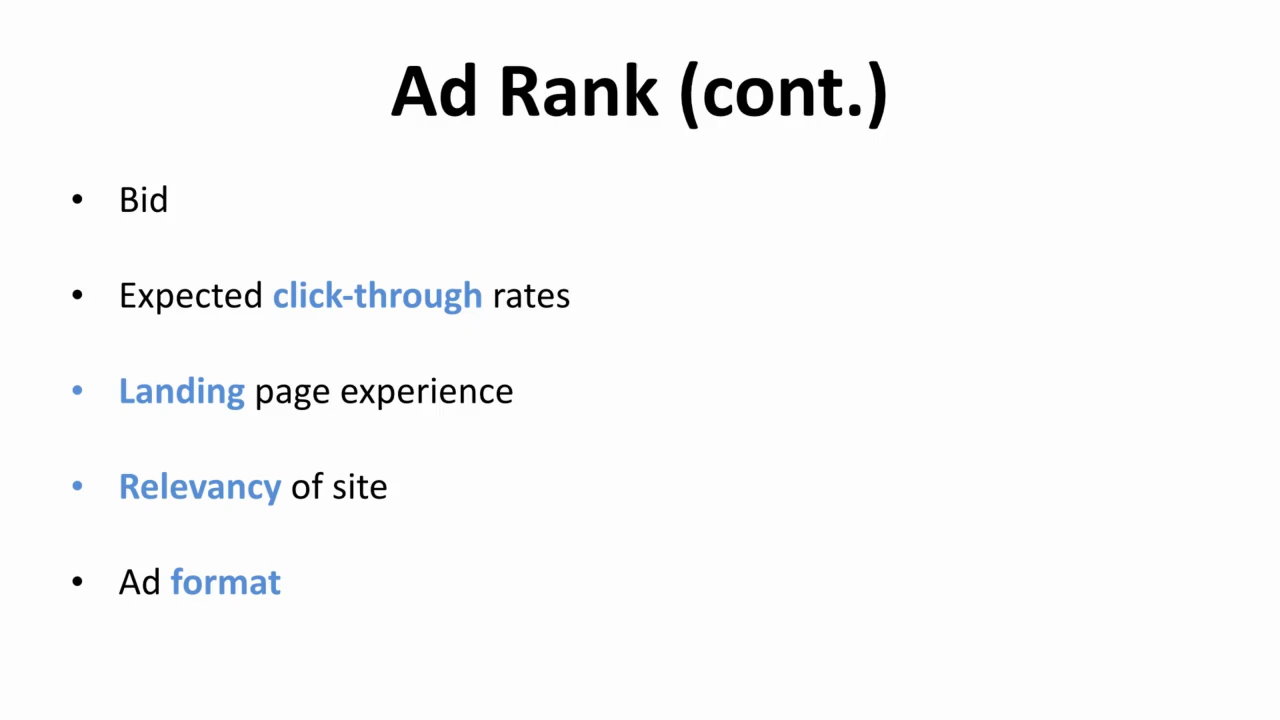 Ad Rank (cont.)
• Bid
• Expected click-through rates
• Landing page experience
• Relevancy of site
• Ad format